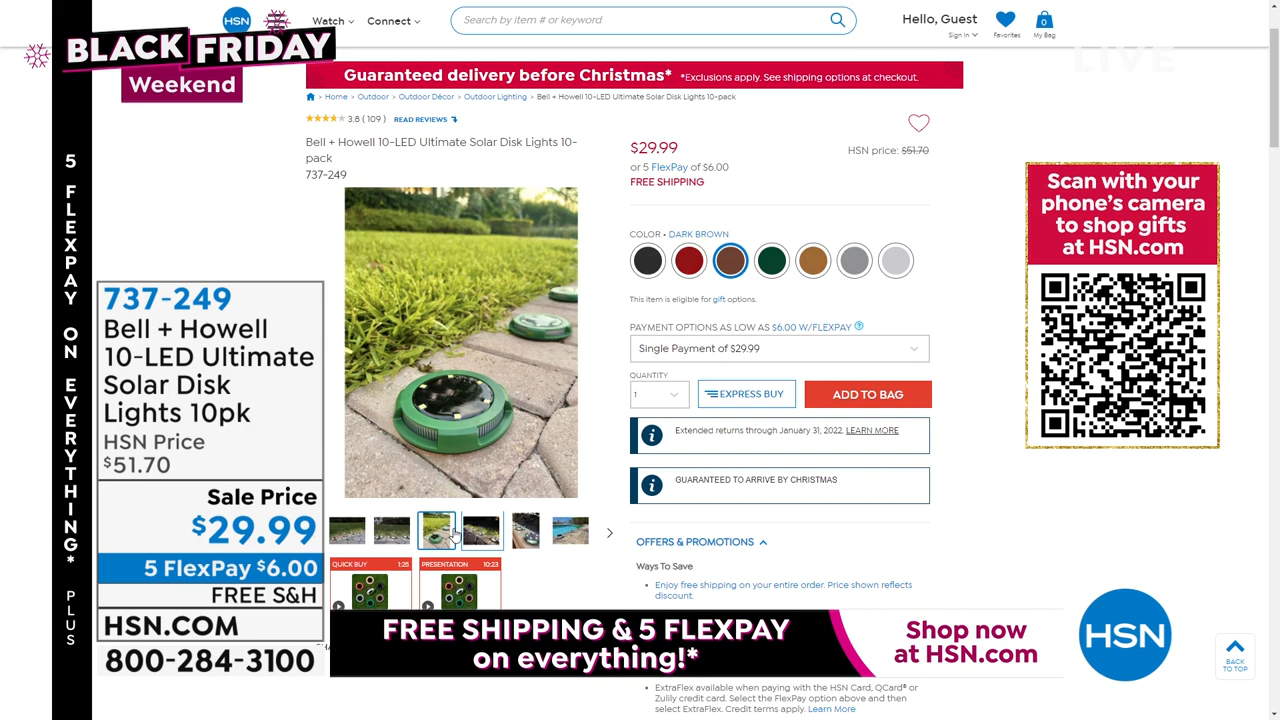 HSN
Watch
Connect
Search by item # or keyword
Hello, Guest
Sign In
Favorites
0
My Bag
BLACK FRIDAY
Weekend
LIVE
Guaranteed delivery before Christmas* *Exclusions apply. See shipping options at checkout.
> Home > Outdoor > Outdoor Décor > Outdoor Lighting > Bell + Howell 10-LED Ultimate Solar Disk Lights 10-pack
3.8 ( 109 ) READ REVIEWS
Bell + Howell 10-LED Ultimate Solar Disk Lights 10-
pack
737-249
$29.99
HSN price: $51.70
or 5 FlexPay of $6.00
FREE SHIPPING
COLOR • DARK BROWN
This item is eligible for gift options.
PAYMENT OPTIONS AS LOW AS $6.00 W/FLEXPAY ?
Single Payment of $29.99
QUANTITY
1
EXPRESS BUY
ADD TO BAG
i Extended returns through January 31, 2022. LEARN MORE
i GUARANTEED TO ARRIVE BY CHRISTMAS
OFFERS & PROMOTIONS
Ways To Save
• Enjoy free shipping on your entire order. Price shown reflects
discount.
QUICK BUY 1:25
PRESENTATION 10:23
5 FLEXPAY ON EVERYTHING!* PLUS
737-249
Bell + Howell
10-LED Ultimate
Solar Disk
Lights 10pk
HSN Price
$51.70
Sale Price
$29.99
5 FlexPay $6.00
FREE S&H
HSN.COM
800-284-3100
Scan with your
phone's camera
to shop gifts
at HSN.com
FREE SHIPPING & 5 FLEXPAY
on everything!*
Shop now
at HSN.com
HSN
BACK
TO TOP
• ExtraFlex available when paying with the HSN Card, QCard® or
Zulily credit card. Select the FlexPay option above and then
select ExtraFlex. Credit terms apply. Learn More